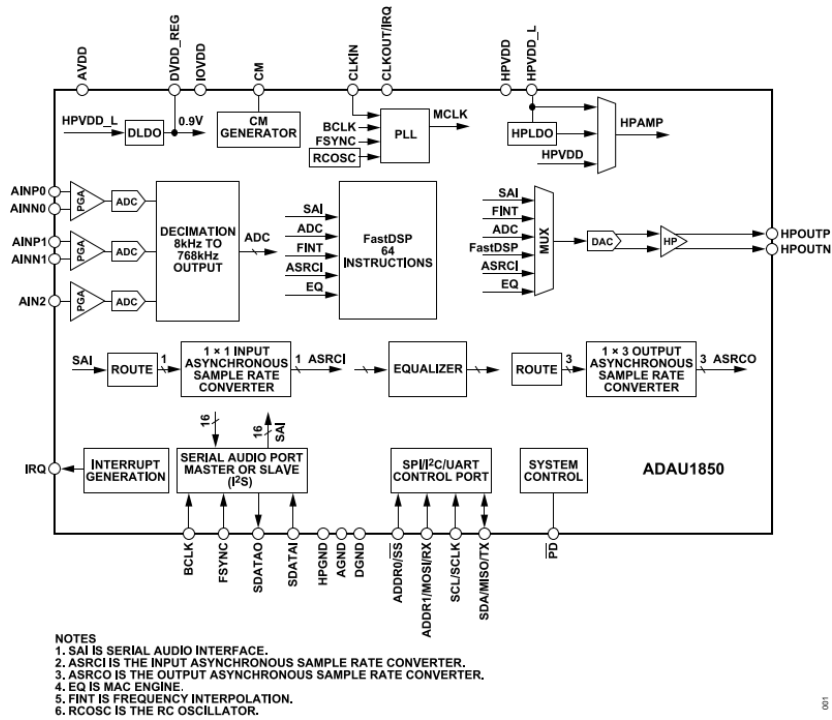 AVDD
DVDD_REG
IOVDD
CM
CLKIN
CLKOUT/IRQ
HPVDD
HPVDD_L
HPVDD_L
DLDO
0.9V
CM
GENERATOR
BCLK
FSYNC
RCOSC
PLL
MCLK
HPLDO
HPVDD
HPAMP
AINP0
AINN0
PGA
ADC
AINP1
AINN1
PGA
ADC
AIN2
PGA
ADC
DECIMATION
8kHz TO
768kHz
OUTPUT
ADC
SAI
ADC
FINT
ASRCI
EQ
FastDSP
64
INSTRUCTIONS
SAI
FINT
ADC
FastDSP
ASRCI
EQ
MUX
DAC
HP
HPOUTP
HPOUTN
SAI
ROUTE
1
1 × 1 INPUT
ASYNCHRONOUS
SAMPLE RATE
CONVERTER
1 ASRCI
EQUALIZER
ROUTE
3
1 × 3 OUTPUT
ASYNCHRONOUS
SAMPLE RATE
CONVERTER
3 ASRCO
IRQ
INTERRUPT
GENERATION
16
16
SAI
SERIAL AUDIO PORT
MASTER OR SLAVE
(I2S)
SPI/I2C/UART
CONTROL PORT
SYSTEM
CONTROL
ADAU1850
BCLK
FSYNC
SDATAO
SDATAI
HPGND
AGND
DGND
ADDR0/SS
ADDR1/MOSI/RX
SCL/SCLK
SDA/MISO/TX
PD
NOTES
1. SAI IS SERIAL AUDIO INTERFACE.
2. ASRCI IS THE INPUT ASYNCHRONOUS SAMPLE RATE CONVERTER.
3. ASRCO IS THE OUTPUT ASYNCHRONOUS SAMPLE RATE CONVERTER.
4. EQ IS MAC ENGINE.
5. FINT IS FREQUENCY INTERPOLATION.
6. RCOSC IS THE RC OSCILLATOR.
001